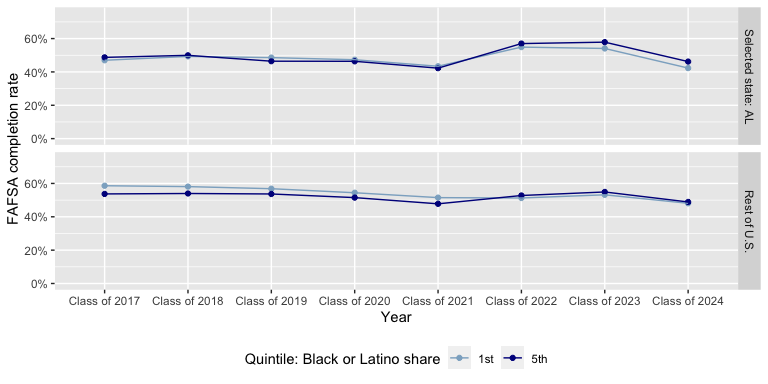 FAFSA completion rate
60%
40%
20%
0%
Selected state: AL
60%
40%
20%
0%
Rest of U.S.
Class of 2017 Class of 2018 Class of 2019 Class of 2020 Class of 2021 Class of 2022 Class of 2023 Class of 2024
Year
Quintile: Black or Latino share 1st 5th